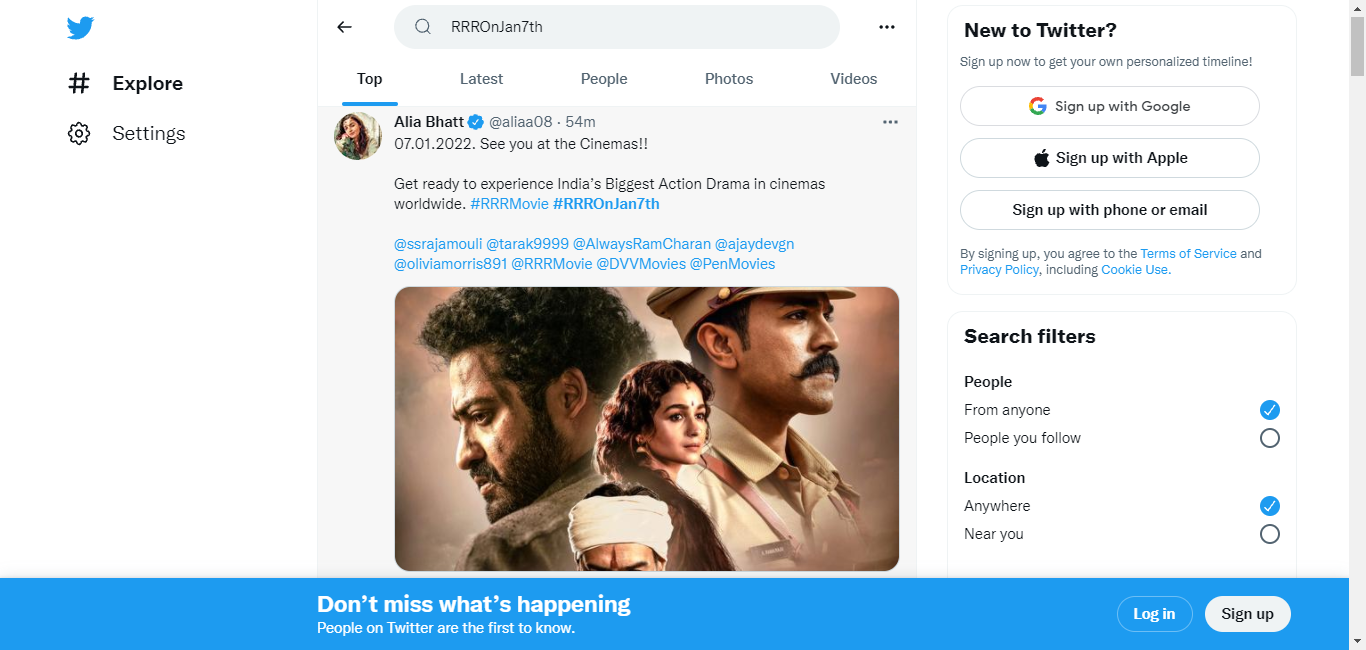 RRROnJan7th
Explore
Settings
Top
Latest
People
Photos
Videos
Alia Bhatt @aliaa08 · 54m
07.01.2022. See you at the Cinemas!!
Get ready to experience India’s Biggest Action Drama in cinemas
worldwide. #RRRMovie #RRROnJan7th
@ssrajamouli @tarak9999 @AlwaysRamCharan @ajaydevgn
@oliviamorris891 @RRRMovie @DVVMovies @PenMovies
New to Twitter?
Sign up now to get your own personalized timeline!
Sign up with Google
Sign up with Apple
Sign up with phone or email
By signing up, you agree to the Terms of Service and
Privacy Policy, including Cookie Use.
Search filters
People
From anyone
People you follow
Location
Anywhere
Near you
Don’t miss what’s happening
People on Twitter are the first to know.
Log in
Sign up